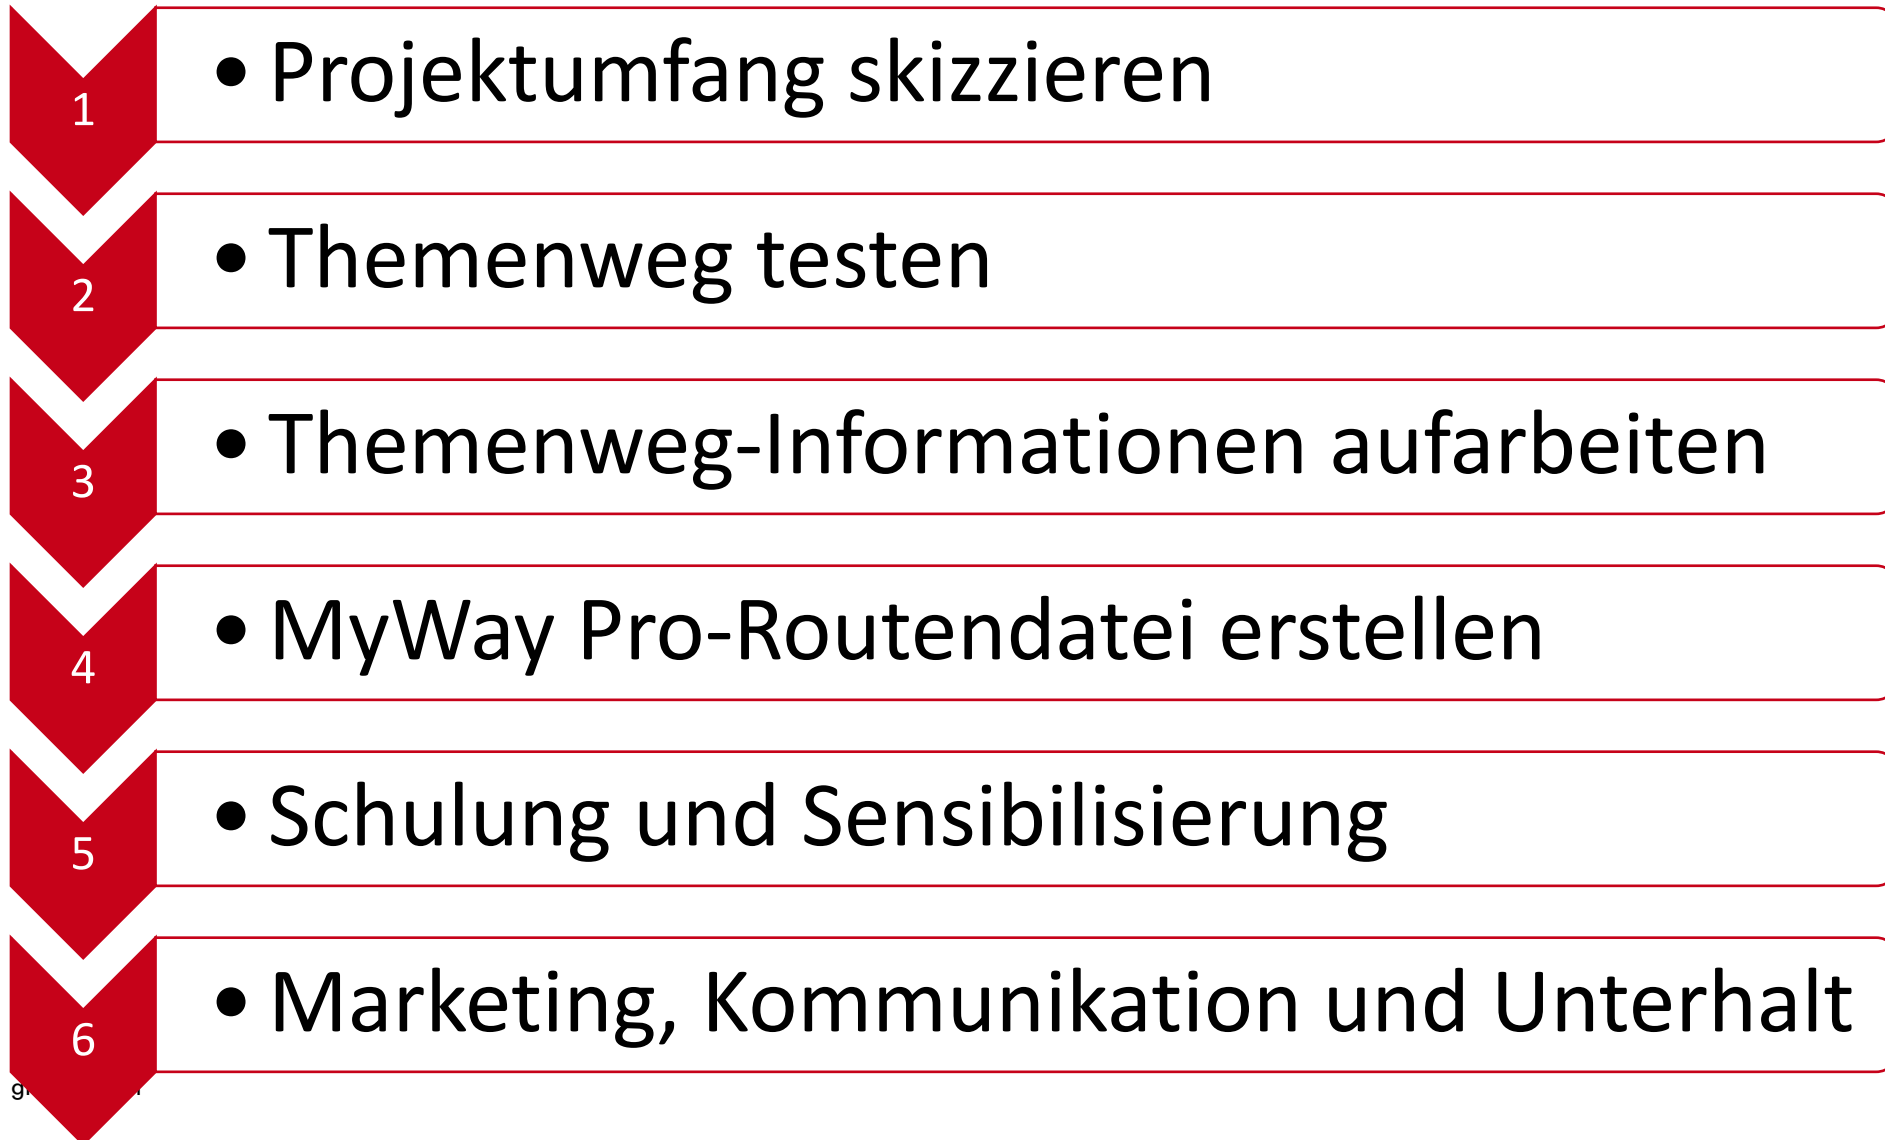 1
• Projektumfang skizzieren
2
• Themenweg testen
3
• Themenweg-Informationen aufarbeiten
4
• MyWay Pro-Routendatei erstellen
5
• Schulung und Sensibilisierung
6
• Marketing, Kommunikation und Unterhalt